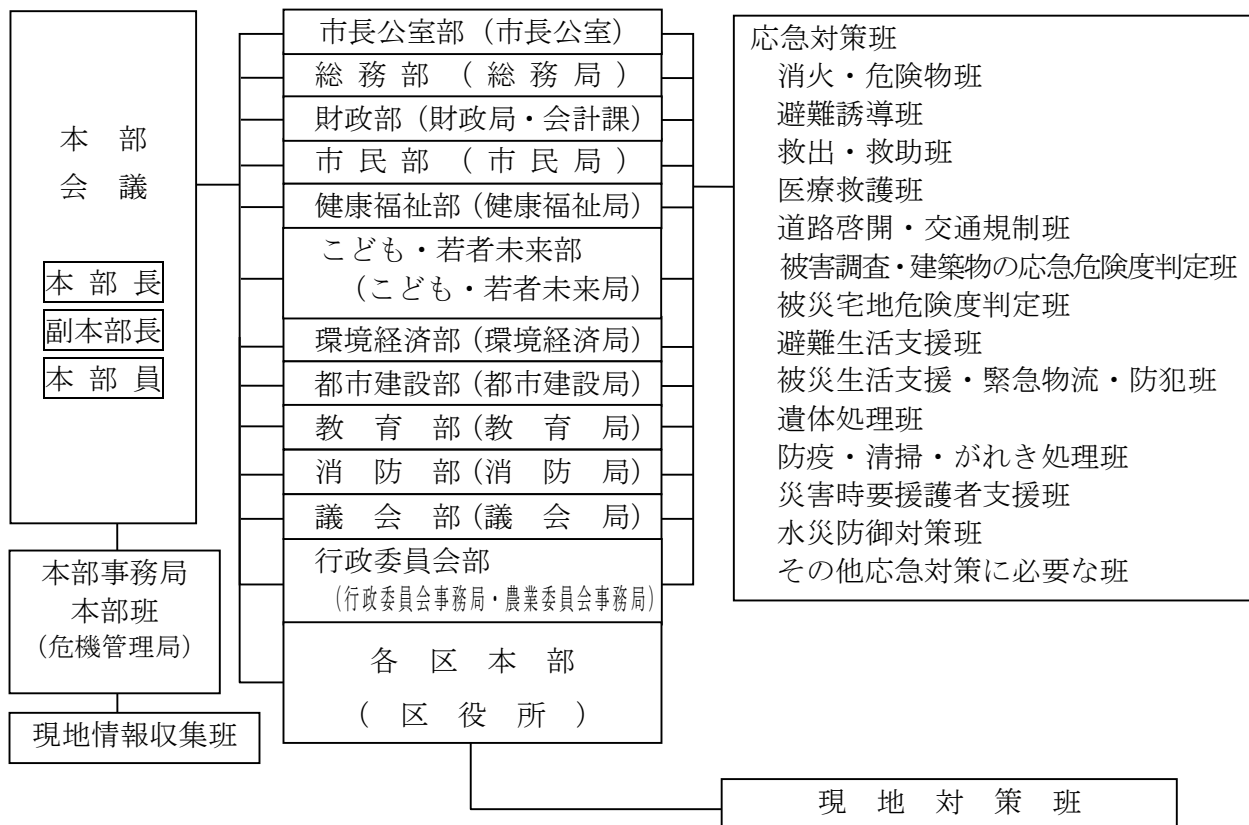 本部
会議
本部長
副本部長
本部員
本部事務局
本部班
(危機管理局)
現地情報収集班
市長公室部(市長公室)
総務部(総務局)
財政部(財政局・会計課)
市民部(市民局)
健康福祉部(健康福祉局)
こども・若者未来部
(こども・若者未来局)
環境経済部(環境経済局)
都市建設部(都市建設局)
教育部(教育局)
消防部(消防局)
議会部(議会局)
行政委員会部
(行政委員会事務局・農業委員会事務局)
各区本部
(区役所)
応急対策班
消火・危険物班
避難誘導班
救出・救助班
医療救護班
道路啓開・交通規制班
被害調査・建築物の応急危険度判定班
被災宅地危険度判定班
避難生活支援班
被災生活支援・緊急物流・防犯班
遺体処理班
防疫・清掃・がれき処理班
災害時要援護者支援班
水災防御対策班
その他応急対策に必要な班
現地対策班